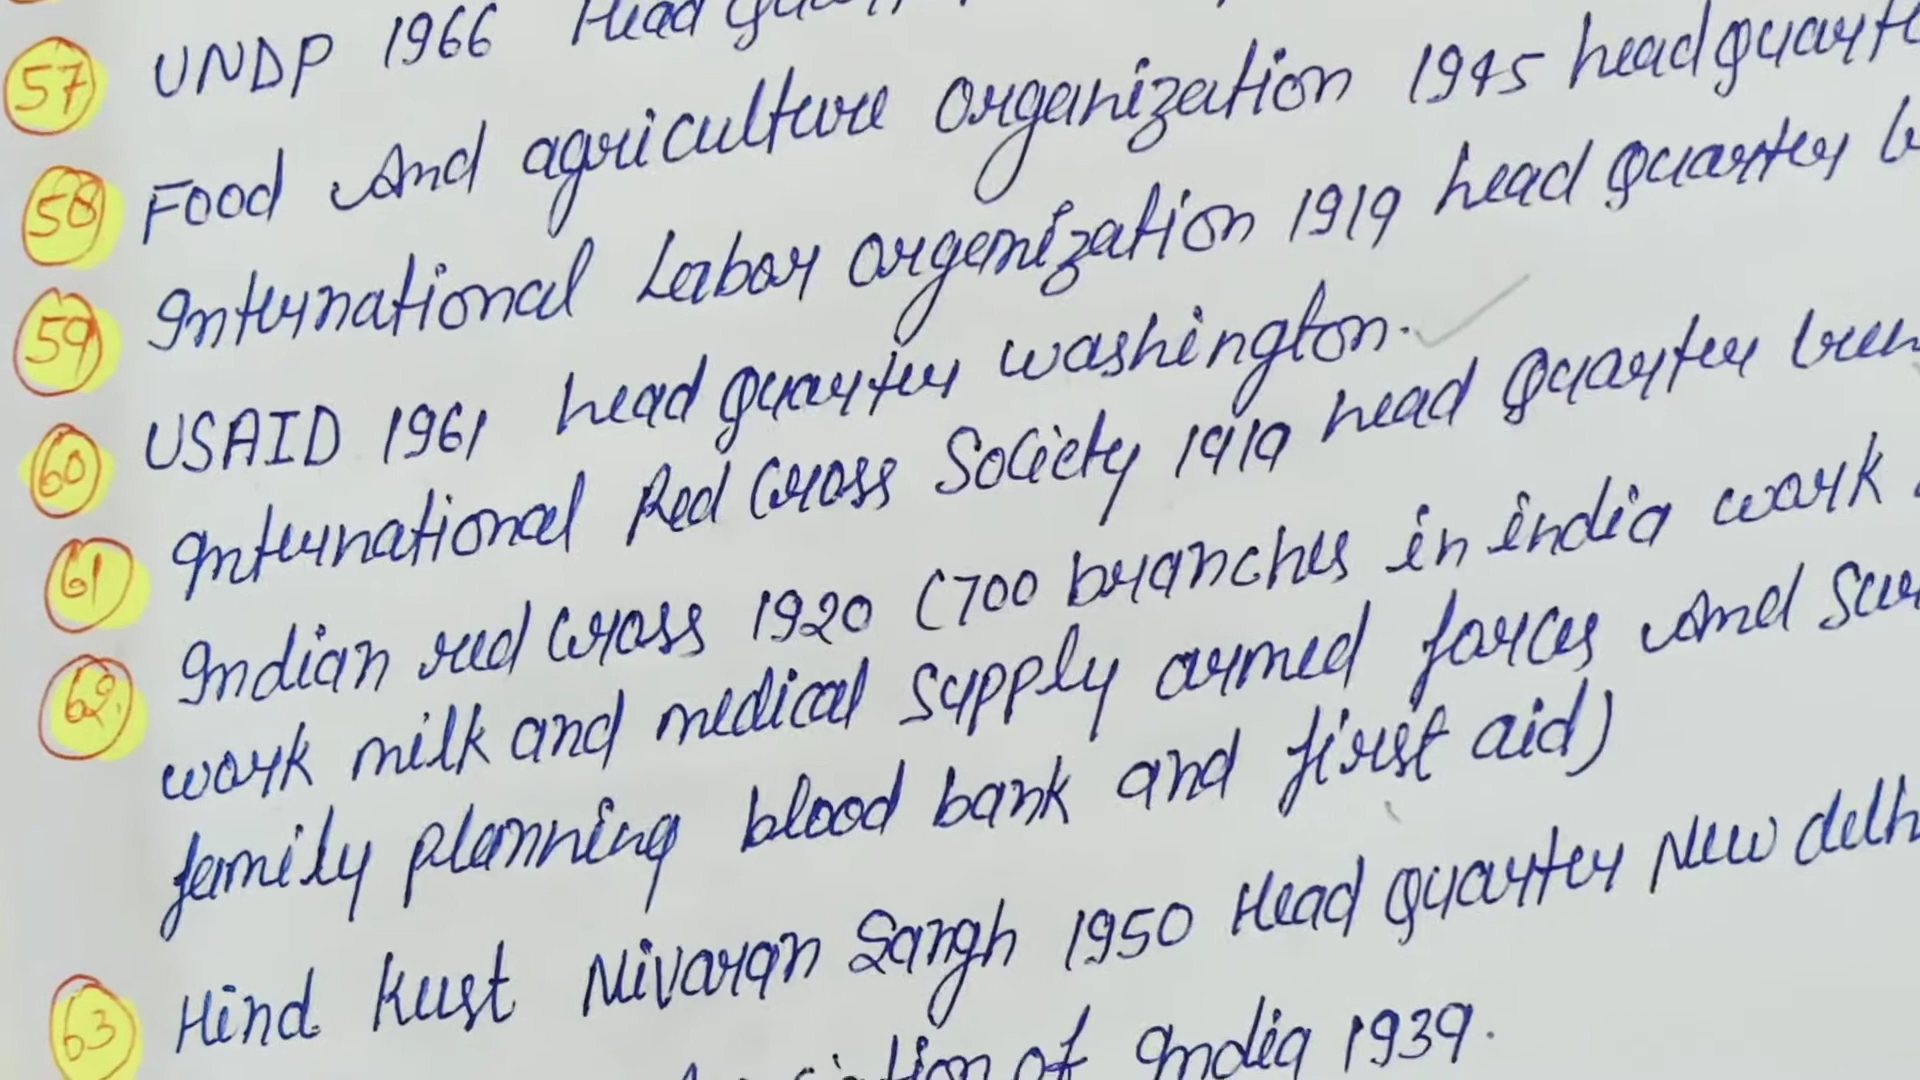 57 UNDP 1966 Head
58 Food And agriculture organization 1945 headquarte
59 International Labor orgenization 1919 head quarter
60 USAID 1961 head quarter washington.
61 International Red Cross Society 1919 head quarter
62 Indian red cross 1920 (700 branches in india work
work milk and medical supply armed forces And
family planning blood bank and first aid)
63 Hind Kust Nivaran Sangh 1950 Head quarter New delh
of India 1939.